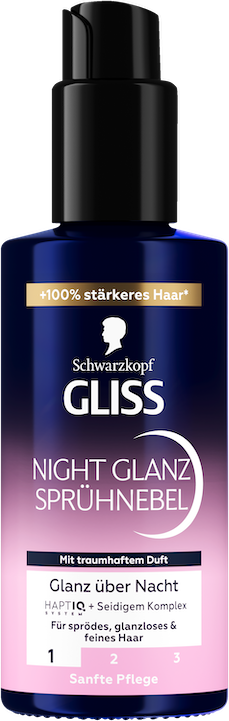 +100% stärkeres Haar*
Schwarzkopf
GLISS
NIGHT GLANZ
SPRÜHNEBEL
Mit traumhaftem Duft
Glanz über Nacht
HAPTIQ SYSTEM + Seidigem Komplex
Für sprödes, glanzloses &
feines Haar
1 2 3
Sanfte Pflege